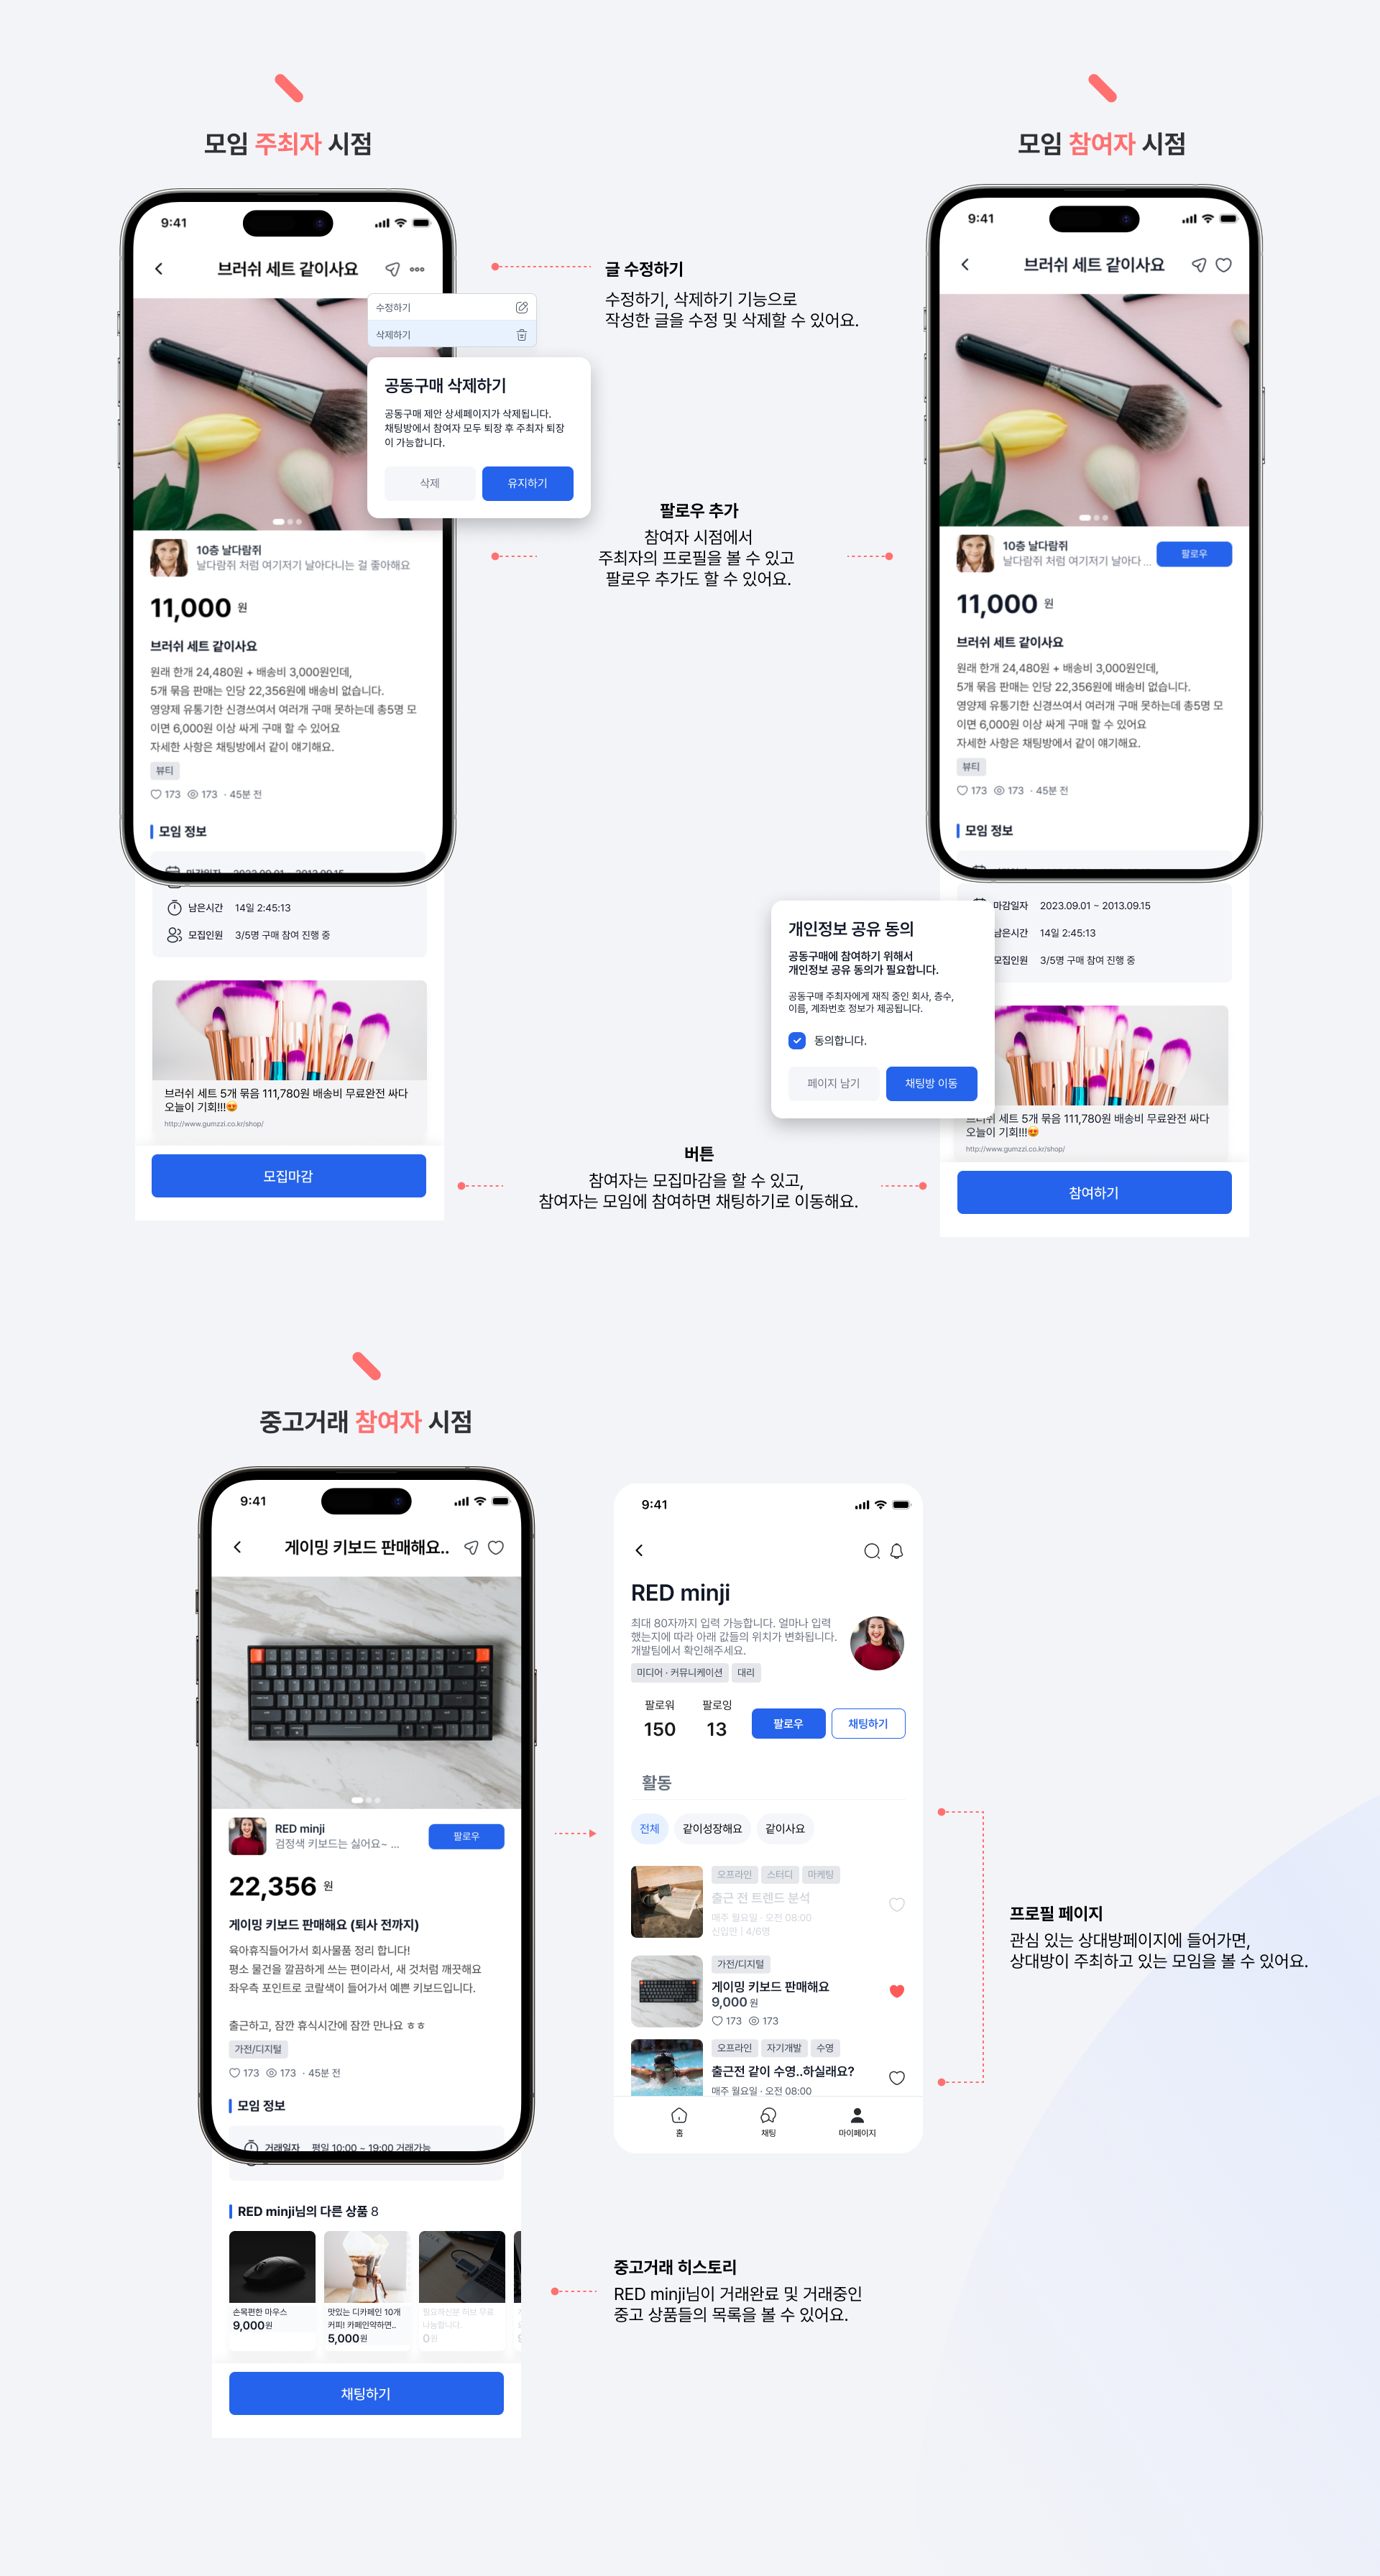 모임 주최자 시점
9:41
브러쉬 세트 같이사요
수정하기
삭제하기
공동구매 삭제하기
공동구매 제안 상세페이지가 삭제됩니다.
채팅방에서 참여자 모두 퇴장 후 주최자 퇴장
이 가능합니다.
삭제
유지하기
10층 날다람쥐
날다람쥐 처럼 여기저기 날아다니는 걸 좋아해요
11,000 원
브러쉬 세트 같이사요
원래 한개 24,480원 + 배송비 3,000원인데,
5개 묶음 판매는 인당 22,356원에 배송비 없습니다.
영양제 유통기한 신경쓰여서 여러개 구매 못하는데 총5명 모
이면 6,000원 이상 싸게 구매 할 수 있어요
자세한 사항은 채팅방에서 같이 얘기해요.
뷰티
173 173 · 45분 전
모임 정보
마감일자 2023.09.01 ~ 2013.09.15
남은시간 14일 2:45:13
모집인원 3/5명 구매 참여 진행 중
브러쉬 세트 5개 묶음 111,780원 배송비 무료완전 싸다
오늘이 기회!!!😍
http://www.gumzzi.co.kr/shop/
모집마감
글 수정하기
수정하기, 삭제하기 기능으로
작성한 글을 수정 및 삭제할 수 있어요.
팔로우 추가
참여자 시점에서
주최자의 프로필을 볼 수 있고
팔로우 추가도 할 수 있어요.
버튼
참여자는 모집마감을 할 수 있고,
참여자는 모임에 참여하면 채팅하기로 이동해요.
모임 참여자 시점
9:41
브러쉬 세트 같이사요
10층 날다람쥐
날다람쥐 처럼 여기저기 날아다 ...
팔로우
11,000 원
브러쉬 세트 같이사요
원래 한개 24,480원 + 배송비 3,000원인데,
5개 묶음 판매는 인당 22,356원에 배송비 없습니다.
영양제 유통기한 신경쓰여서 여러개 구매 못하는데 총5명 모
이면 6,000원 이상 싸게 구매 할 수 있어요
자세한 사항은 채팅방에서 같이 얘기해요.
뷰티
173 173 · 45분 전
모임 정보
마감일자 2023.09.01 ~ 2013.09.15
남은시간 14일 2:45:13
모집인원 3/5명 구매 참여 진행 중
개인정보 공유 동의
공동구매에 참여하기 위해서
개인정보 공유 동의가 필요합니다.
공동구매 주최자에게 재직 중인 회사, 층수,
이름, 계좌번호 정보가 제공됩니다.
동의합니다.
페이지 남기
채팅방 이동
브러쉬 세트 5개 묶음 111,780원 배송비 무료완전 싸다
오늘이 기회!!!😍
http://www.gumzzi.co.kr/shop/
참여하기
중고거래 참여자 시점
9:41
게이밍 키보드 판매해요..
RED minji
검정색 키보드는 싫어요~ ...
팔로우
22,356 원
게이밍 키보드 판매해요 (퇴사 전까지)
육아휴직들어가서 회사물품 정리 합니다!
평소 물건을 깔끔하게 쓰는 편이라서, 새 것처럼 깨끗해요
좌우측 포인트로 코랄색이 들어가서 예쁜 키보드입니다.
출근하고, 잠깐 휴식시간에 잠깐 만나요 ㅎㅎ
가전/디지털
173 173 · 45분 전
모임 정보
거래일자 평일 10:00 ~ 19:00 거래가능
RED minji님의 다른 상품 8
손목편한 마우스
9,000원
맛있는 디카페인 10개
커피! 카페인약하면..
5,000원
필요하신분 허브 무료
나눔합니다.
0원
채팅하기
9:41
RED minji
최대 80자까지 입력 가능합니다. 얼마나 입력
했는지에 따라 아래 값들의 위치가 변화됩니다.
개발팀에서 확인해주세요.
미디어 · 커뮤니케이션 대리
팔로워 팔로잉
150 13
팔로우
채팅하기
활동
전체 같이성장해요 같이사요
오프라인 스터디 마케팅
출근 전 트렌드 분석
매주 월요일 · 오전 08:00
신입만 | 4/6명
가전/디지털
게이밍 키보드 판매해요
9,000 원
173 173
오프라인 자기개발 수영
출근전 같이 수영..하실래요?
매주 월요일 · 오전 08:00
홈 채팅 마이페이지
프로필 페이지
관심 있는 상대방페이지에 들어가면,
상대방이 주최하고 있는 모임을 볼 수 있어요.
중고거래 히스토리
RED minji님이 거래완료 및 거래중인
중고 상품들의 목록을 볼 수 있어요.